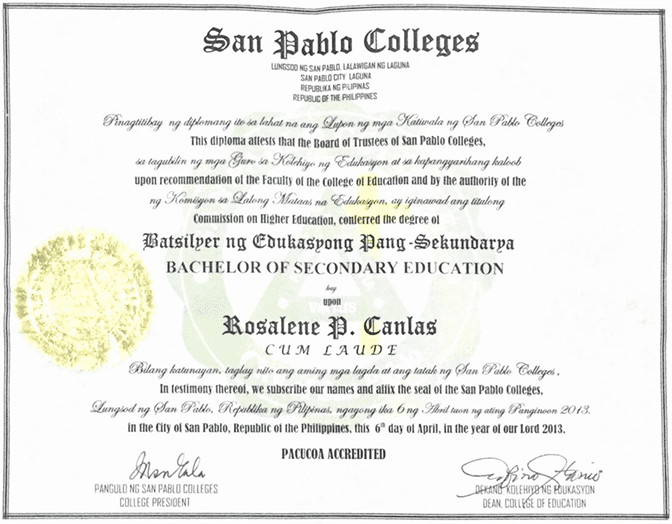 San Pablo Colleges
LUNGSOD NG SAN PABLO, LALAWIGAN NG LAGUNA
SAN PABLO CITY LAGUNA
REPUBLIKA NG PILIPINAS
REPUBLIC OF THE PHILIPPINES
Pinagtitibay ng diplomang ito sa lahat na ang Lupon ng mga Katiwala ng San Pablo Colleges
This diploma attests that the Board of Trustees of San Pablo Colleges,
sa tagubilin ng mga Guro sa Kolehiyo ng Edukasyon at sa kapangyarihang kaloob
upon recommendation of the Faculty of the College of Education and by the authority of the
ng Komisyon sa Lalong Mataas na Edukasyon, ay iginawad ang titulong
Commission on Higher Education, conferred the degree of
Batsilyer ng Edukasyong Pang-Sekundarya
BACHELOR OF SECONDARY EDUCATION
kay
upon
Rosalene P. Canlas
CUM LAUDE
Bilang katunayan, taglay nito ang aming mga lagda at ang tatak ng San Pablo Colleges,
In testimony thereof, we subscribe our names and affix the seal of the San Pablo Colleges,
Lungsod ng San Pablo, Republika ng Pilipinas, ngayong ika 6 ng Abril taon ng ating Panginoon 2013.
in the City of San Pablo, Republic of the Philippines, this 6th day of April, in the year of our Lord 2013.
PACUCOA ACCREDITED
PANGULO NG SAN PABLO COLLEGES
COLLEGE PRESIDENT
DEKANO, KOLEHIYO NG EDUKASYON
DEAN, COLLEGE OF EDUCATION